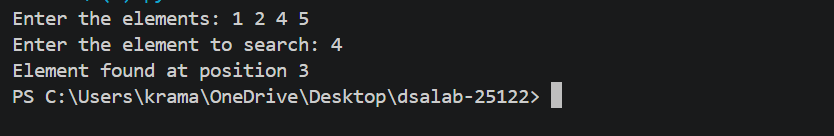 Enter the elements: 1 2 4 5
Enter the element to search: 4
Element found at position 3
PS C:\Users\krama\OneDrive\Desktop\dsalab-25122>